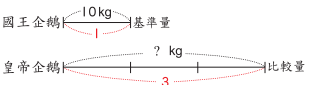 10kg
國王企鵝 基準量
1
? kg
皇帝企鵝 比較量
3